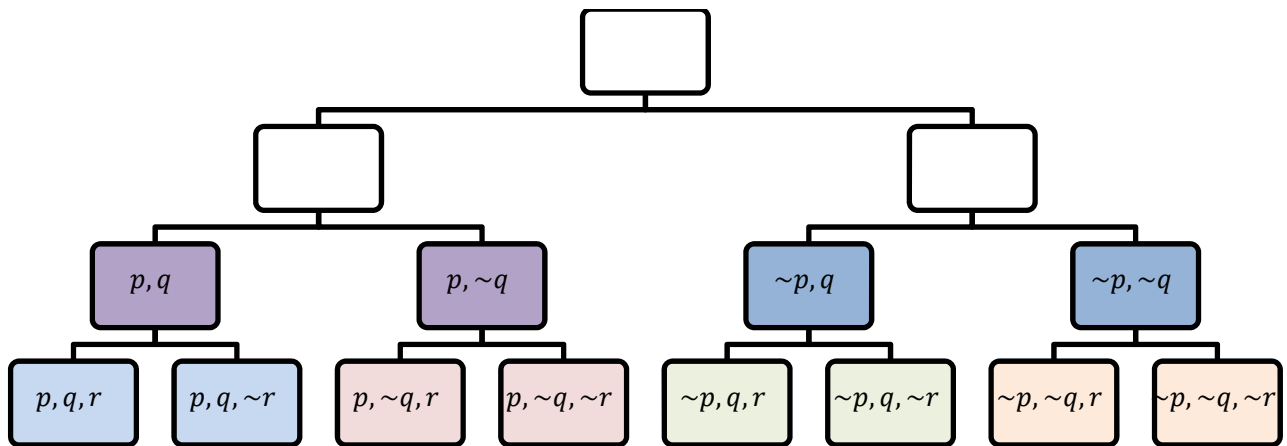 p, q
p, ~q
~p, q
~p, ~q
p, q, r
p, q, ~r
p, ~q, r
p, ~q, ~r
~p, q, r
~p, q, ~r
~p, ~q, r
~p, ~q, ~r